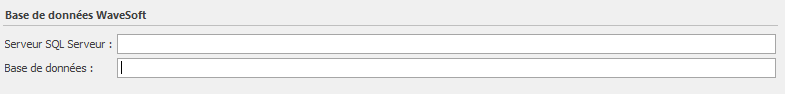 Base de données WaveSoft
Serveur SQL Serveur :
Base de données :